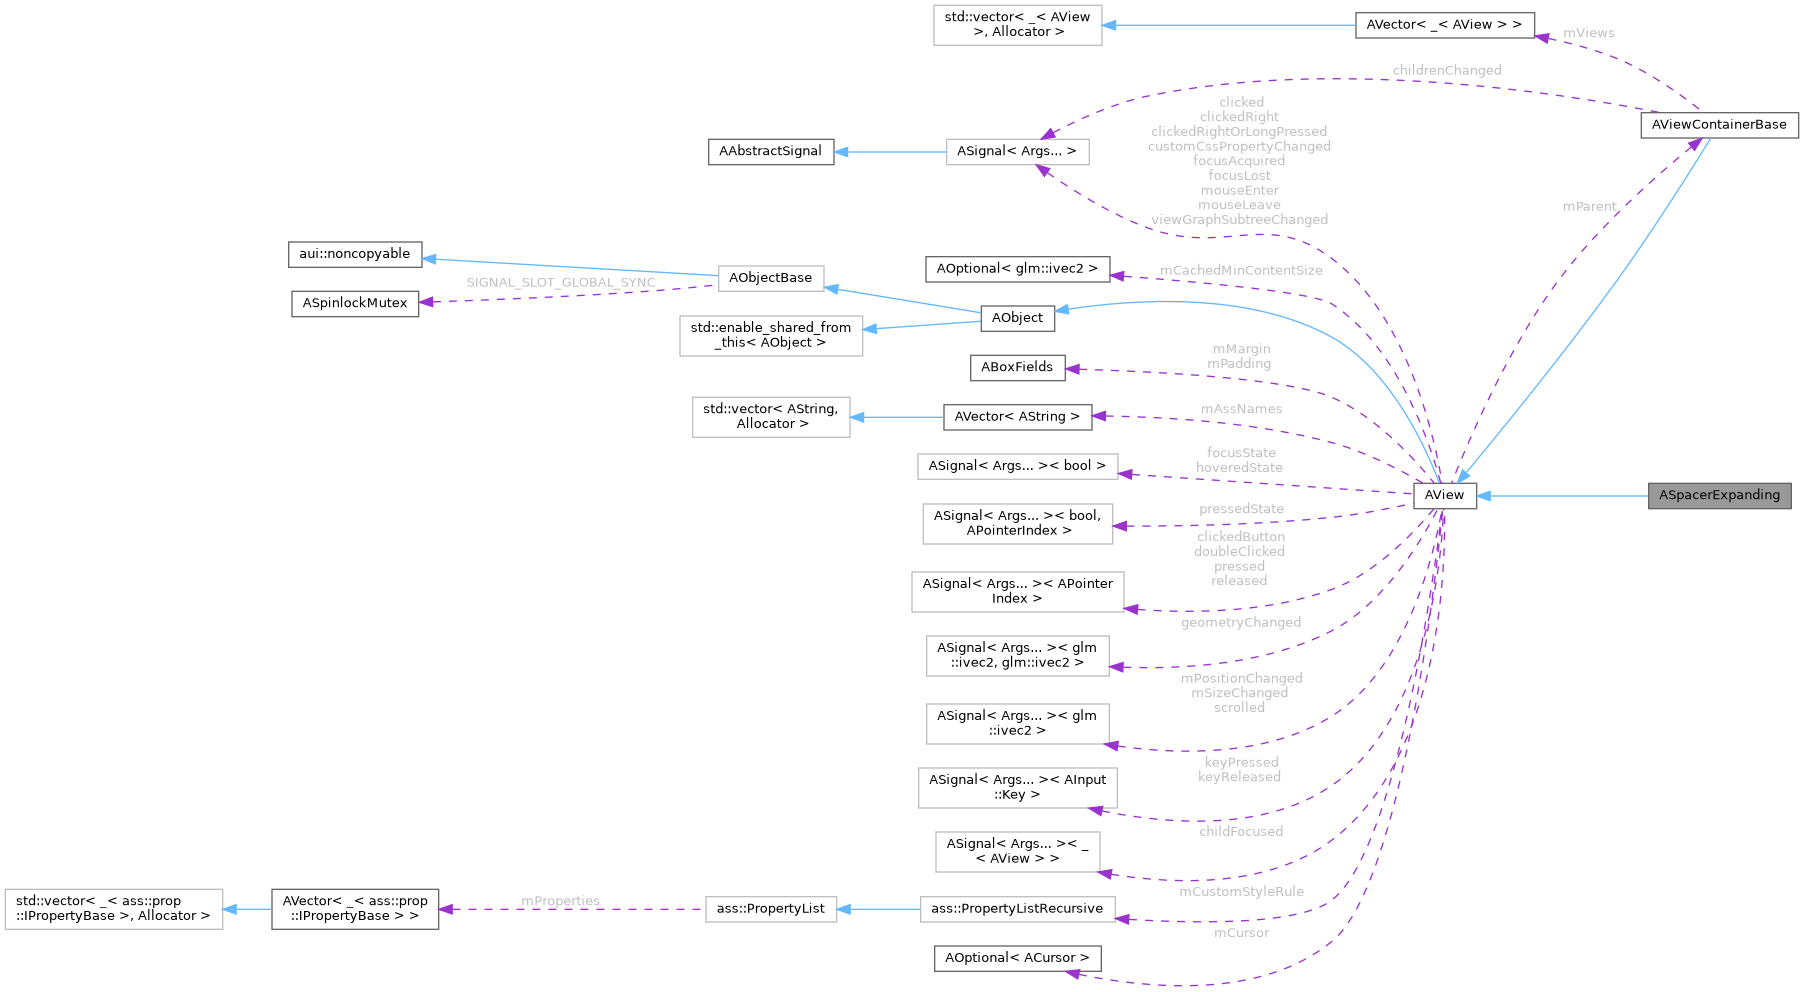 std::vector< _< AView
>, Allocator >
AVector< _< AView > >
mViews
childrenChanged
AViewContainerBase
clicked
clickedRight
clickedRightOrLongPressed
customCssPropertyChanged
focusAcquired
focusLost
mouseEnter
mouseLeave
viewGraphSubtreeChanged
AAbstractSignal
ASignal< Args... >
mParent
aui::noncopyable
ASpinlockMutex
SIGNAL_SLOT_GLOBAL_SYNC
AObjectBase
AOptional< glm::ivec2 >
mCachedMinContentSize
std::enable_shared_from
_this< AObject >
AObject
ABoxFields
mMargin
mPadding
std::vector< AString,
Allocator >
AVector< AString >
mAssNames
ASignal< Args... >< bool >
focusState
hoveredState
AView
ASpacerExpanding
ASignal< Args... >< bool,
APointerIndex >
pressedState
clickedButton
doubleClicked
pressed
released
ASignal< Args... >< APointer
Index >
geometryChanged
ASignal< Args... >< glm
::ivec2, glm::ivec2 >
mPositionChanged
mSizeChanged
scrolled
ASignal< Args... >< glm
::ivec2 >
keyPressed
keyReleased
ASignal< Args... >< AInput
::Key >
childFocused
ASignal< Args... >< _
< AView > >
std::vector< _< ass::prop
::IPropertyBase >, Allocator >
AVector< _< ass::prop
::IPropertyBase > >
mProperties
ass::PropertyList
ass::PropertyListRecursive
mCustomStyleRule
mCursor
AOptional< ACursor >